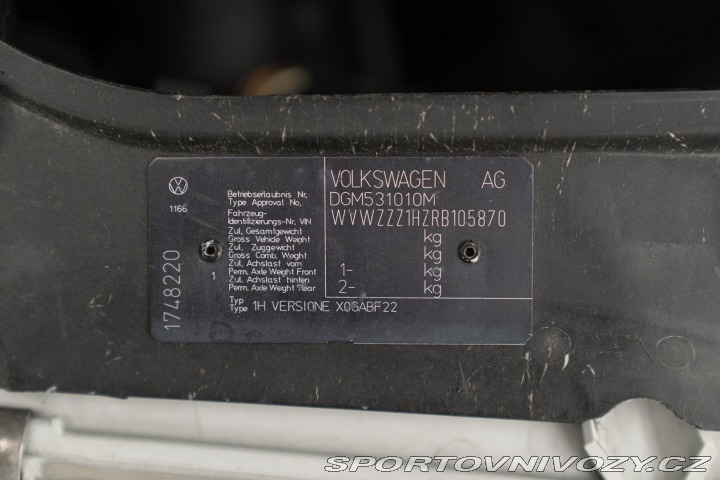 VOLKSWAGEN AG
DGM531010M
WVWZZZ1HZRB105870
1166
Betriebserlaubnis Nr.
Type Approval No.
Fahrzeug-
Identifizierungs-Nr. VIN
Zul. Gesamtgewicht kg
Gross Vehicle Weight
Zul. Zuggewicht kg
Gross Comb. Weight
Zul. Achslast vorn 1- kg
Perm. Axle Weight Front
1 Zul. Achslast hinten 2- kg
Perm. Axle Weight Rear
Typ
Type 1H VERSIONE X05ABF22
1748220
SPORTOVNIVOZY.CZ